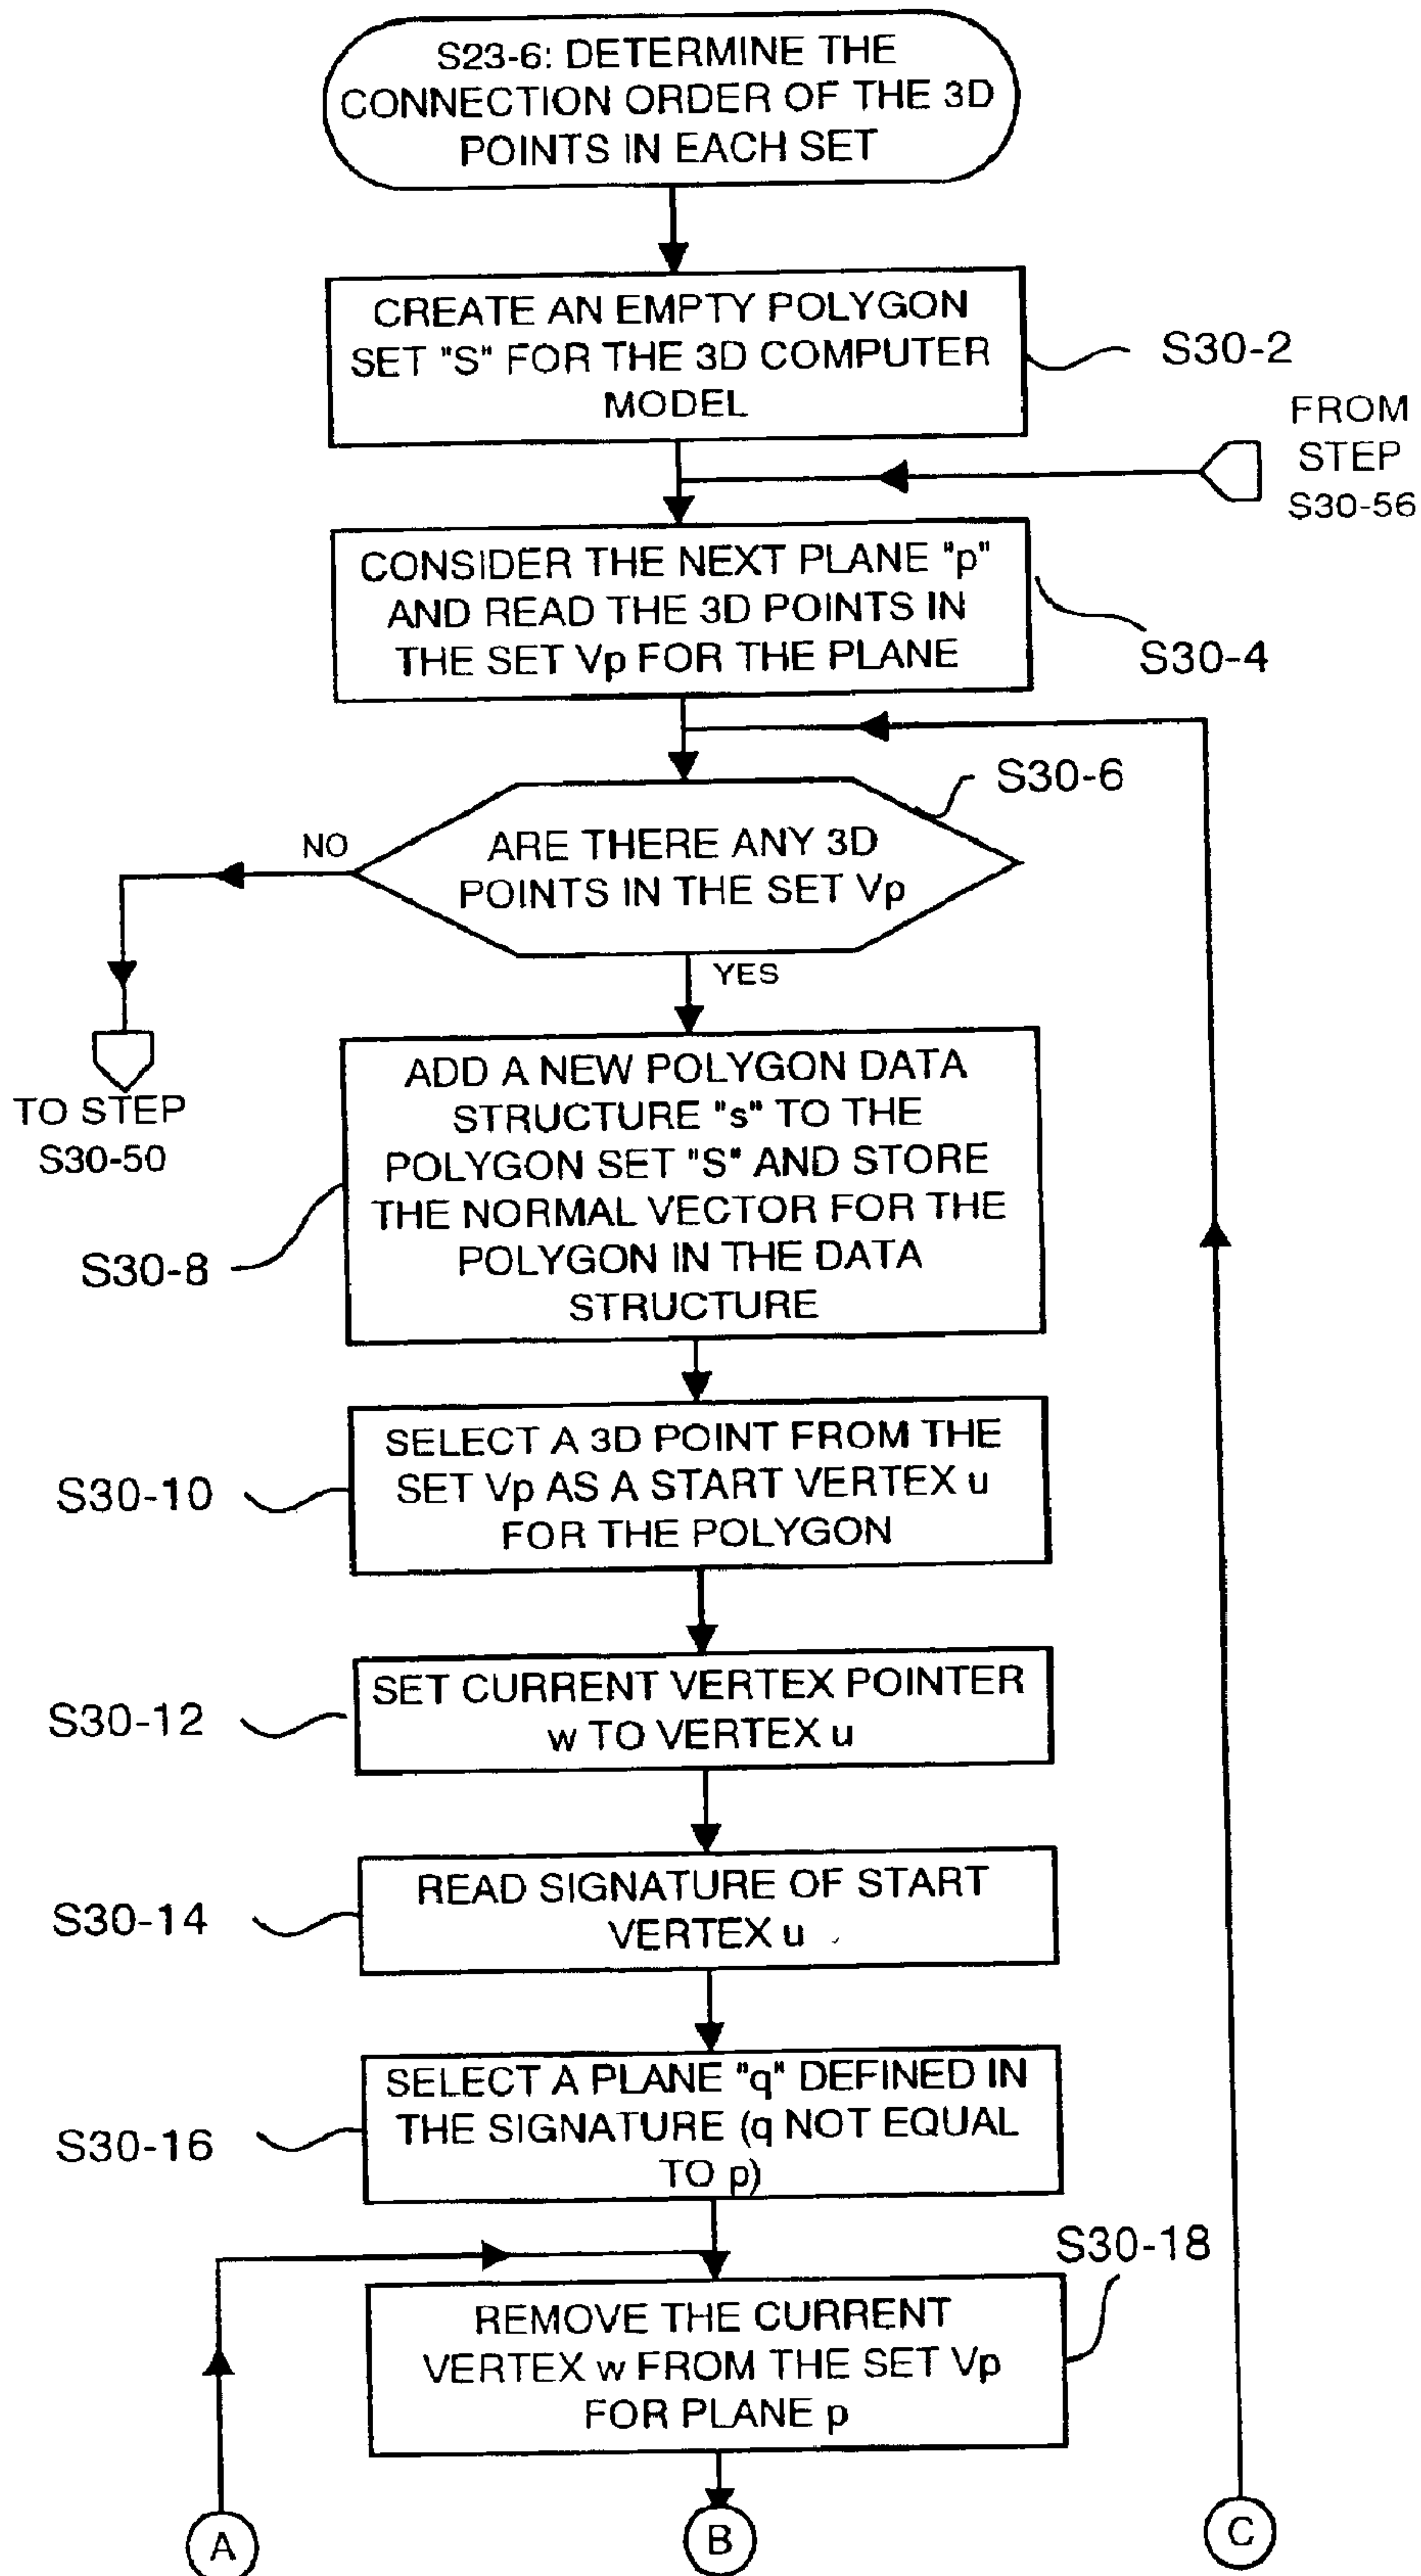 S23-6: DETERMINE THE
CONNECTION ORDER OF THE 3D
POINTS IN EACH SET
CREATE AN EMPTY POLYGON
SET "S" FOR THE 3D COMPUTER
MODEL
S30-2
FROM
STEP
S30-56
CONSIDER THE NEXT PLANE "p"
AND READ THE 3D POINTS IN
THE SET Vp FOR THE PLANE
S30-4
S30-6
ARE THERE ANY 3D
POINTS IN THE SET Vp
NO
YES
TO STEP
S30-50
ADD A NEW POLYGON DATA
STRUCTURE "s" TO THE
POLYGON SET "S" AND STORE
THE NORMAL VECTOR FOR THE
POLYGON IN THE DATA
STRUCTURE
S30-8
SELECT A 3D POINT FROM THE
SET Vp AS A START VERTEX u
FOR THE POLYGON
S30-10
SET CURRENT VERTEX POINTER
w TO VERTEX u
S30-12
READ SIGNATURE OF START
VERTEX u
S30-14
SELECT A PLANE "q" DEFINED IN
THE SIGNATURE (q NOT EQUAL
TO p)
S30-16
S30-18
REMOVE THE CURRENT
VERTEX w FROM THE SET Vp
FOR PLANE p
A
B
C